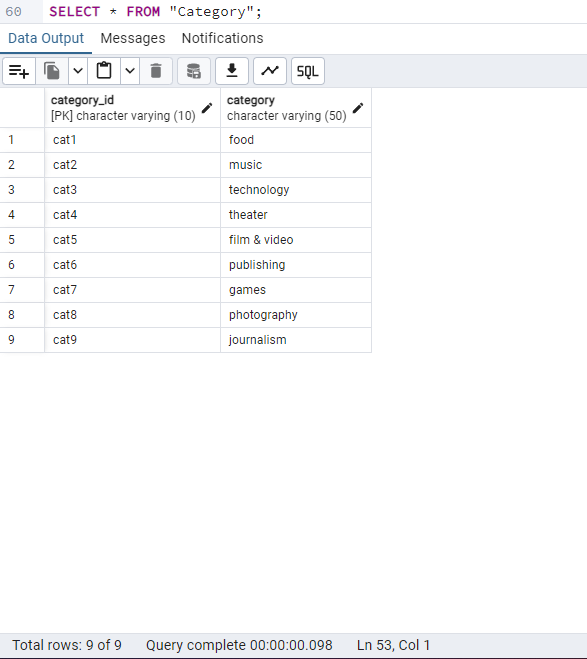 60 SELECT * FROM "Category";
Data Output Messages Notifications
SQL
category_id category
[PK] character varying (10) character varying (50)
1 cat1 food
2 cat2 music
3 cat3 technology
4 cat4 theater
5 cat5 film & video
6 cat6 publishing
7 cat7 games
8 cat8 photography
9 cat9 journalism
Total rows: 9 of 9 Query complete 00:00:00.098 Ln 53, Col 1